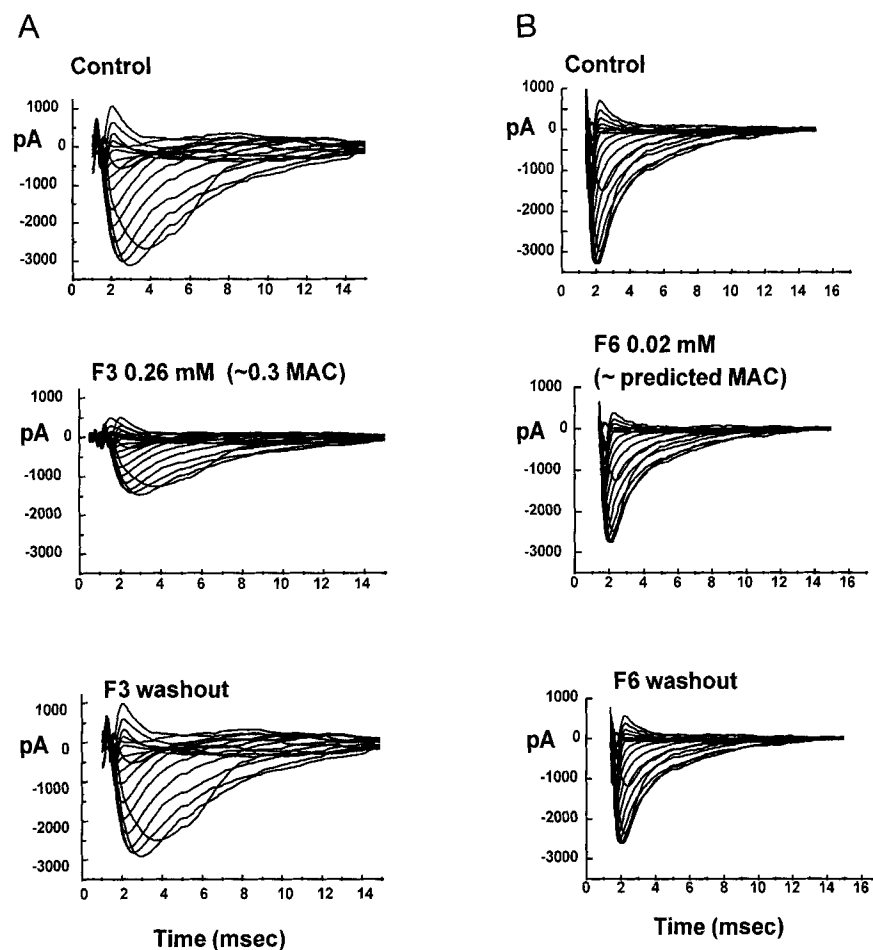 A
Control
1000
pA 0
-1000
-2000
-3000
0 2 4 6 8 10 12 14
F3 0.26 mM (~0.3 MAC)
1000
pA 0
-1000
-2000
-3000
0 2 4 6 8 10 12 14
F3 washout
1000
pA 0
-1000
-2000
-3000
0 2 4 6 8 10 12 14
Time (msec)
B
Control
1000
pA 0
-1000
-2000
-3000
0 2 4 6 8 10 12 14 16
F6 0.02 mM
(~ predicted MAC)
1000
pA 0
-1000
-2000
-3000
0 2 4 6 8 10 12 14 16
F6 washout
1000
pA 0
-1000
-2000
-3000
0 2 4 6 8 10 12 14 16
Time (msec)